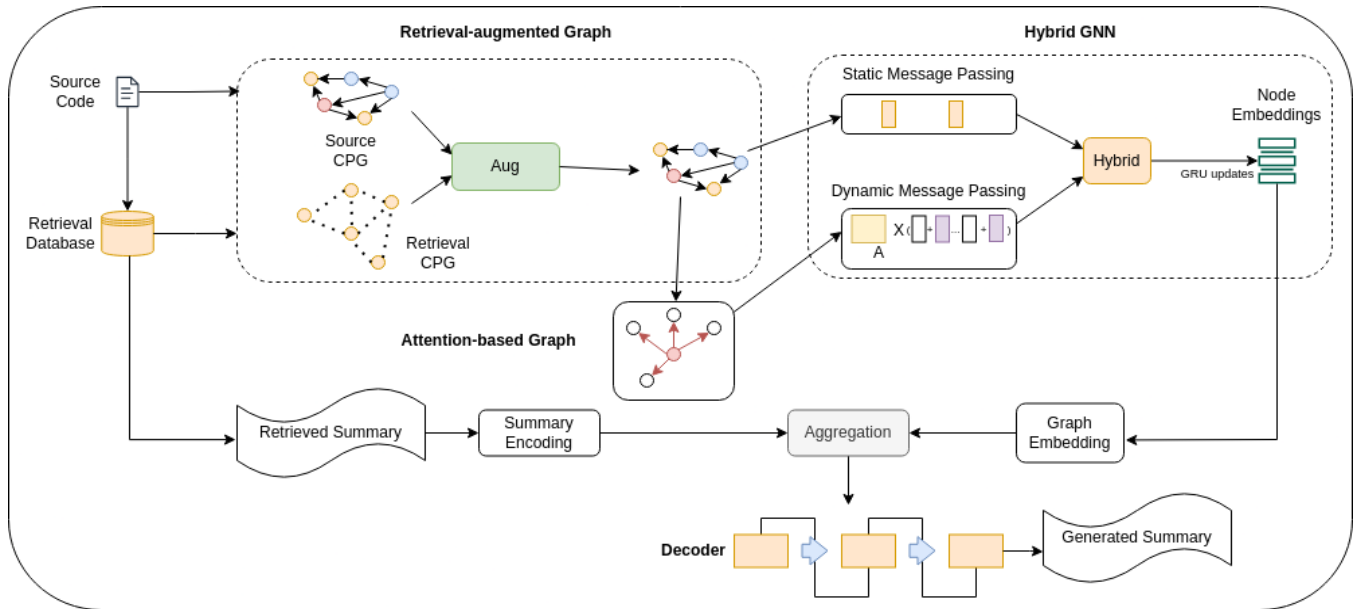 Retrieval-augmented Graph
Hybrid GNN
Source
Code
Source
CPG
Aug
Retrieval
Database
Retrieval
CPG
Static Message Passing
Dynamic Message Passing
X ( + ... + )
A
Hybrid
GRU updates
Node
Embeddings
Attention-based Graph
Retrieved Summary
Summary
Encoding
Aggregation
Graph
Embedding
Decoder
Generated Summary